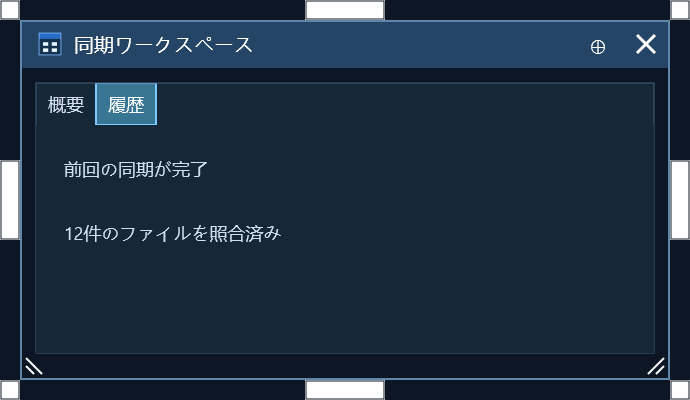 同期ワークスペース
概要
履歴
前回の同期が完了
12件のファイルを照合済み